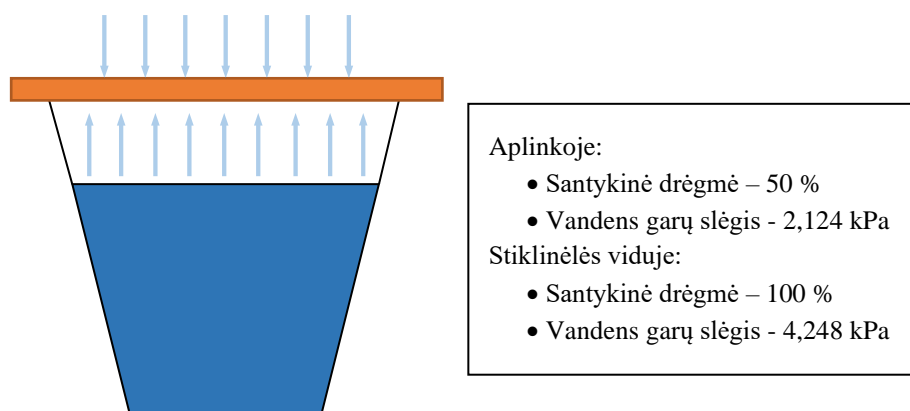 Aplinkoje:
• Santykinė drėgmė – 50 %
• Vandens garų slėgis - 2,124 kPa
Stiklinėlės viduje:
• Santykinė drėgmė – 100 %
• Vandens garų slėgis - 4,248 kPa